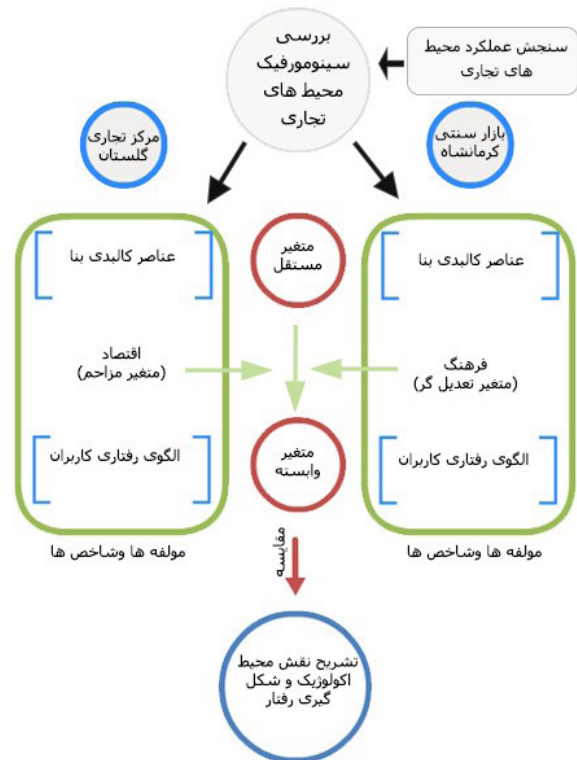 سنجش عملکرد محیط
های تجاری
بررسی
سینومورفیک
محیط های
تجاری
بازار سنتی
کرمانشاه
مرکز تجاری
گلستان
عناصر کالبدی بنا
متغیر
مستقل
عناصر کالبدی بنا
فرهنگ
(متغیر تعدیل گر)
اقتصاد
(متغیر مزاحم)
الگوی رفتاری کاربران
متغیر
وابسته
الگوی رفتاری کاربران
مولفه ها وشاخص ها
مولفه ها وشاخص ها
مقایسه
تشریح نقش محیط
اکولوژیک و شکل
گیری رفتار